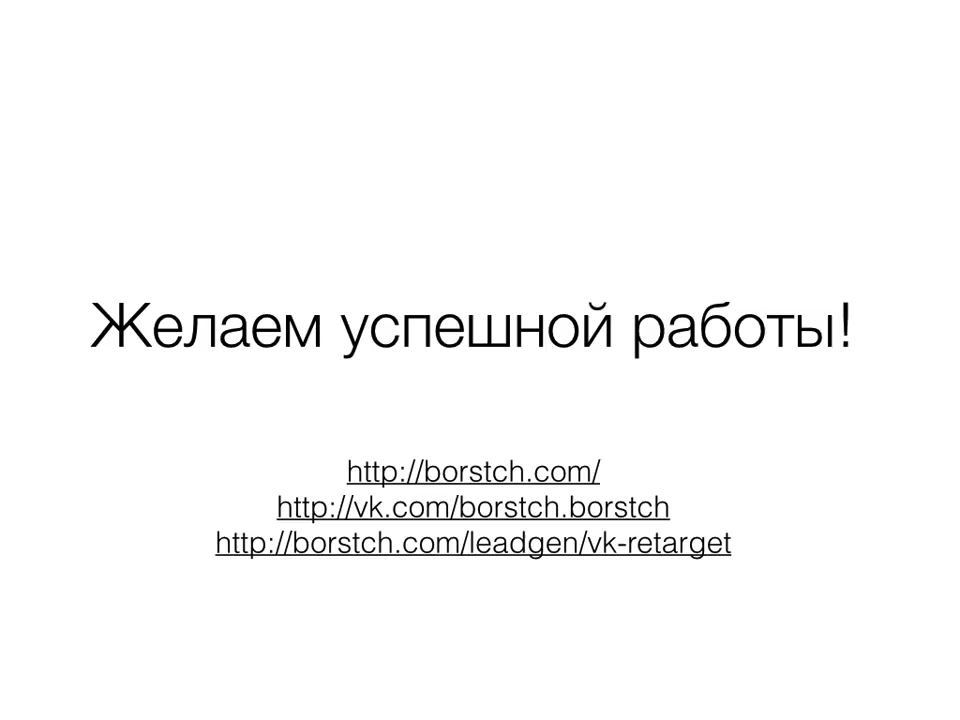 Желаем успешной работы!
http://borstch.com/
http://vk.com/borstch.borstch
http://borstch.com/leadgen/vk-retarget